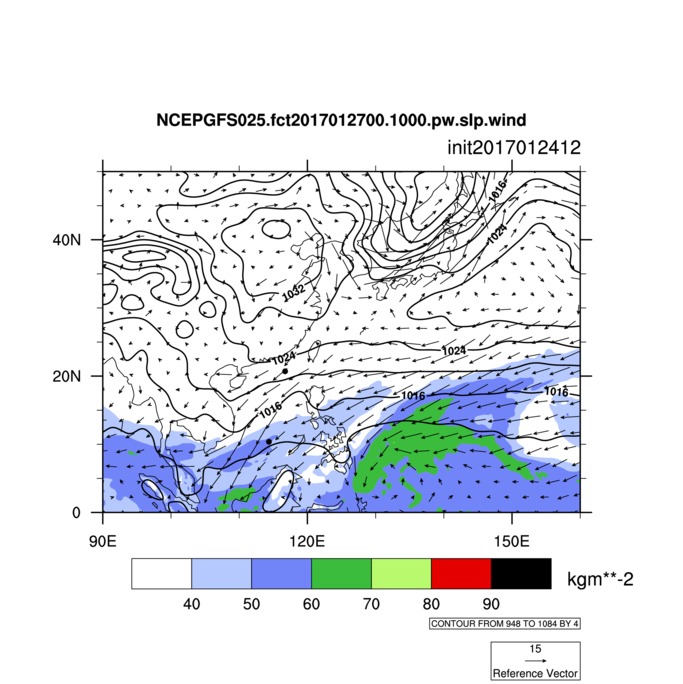 NCEPGFS025.fct2017012700.1000.pw.slp.wind
init2017012412
1016
40N
1024
1032
1024
1024
20N
1016
1016
1016
0
90E 120E 150E
40 50 60 70 80 90
kgm**-2
CONTOUR FROM 948 TO 1084 BY 4
15
Reference Vector